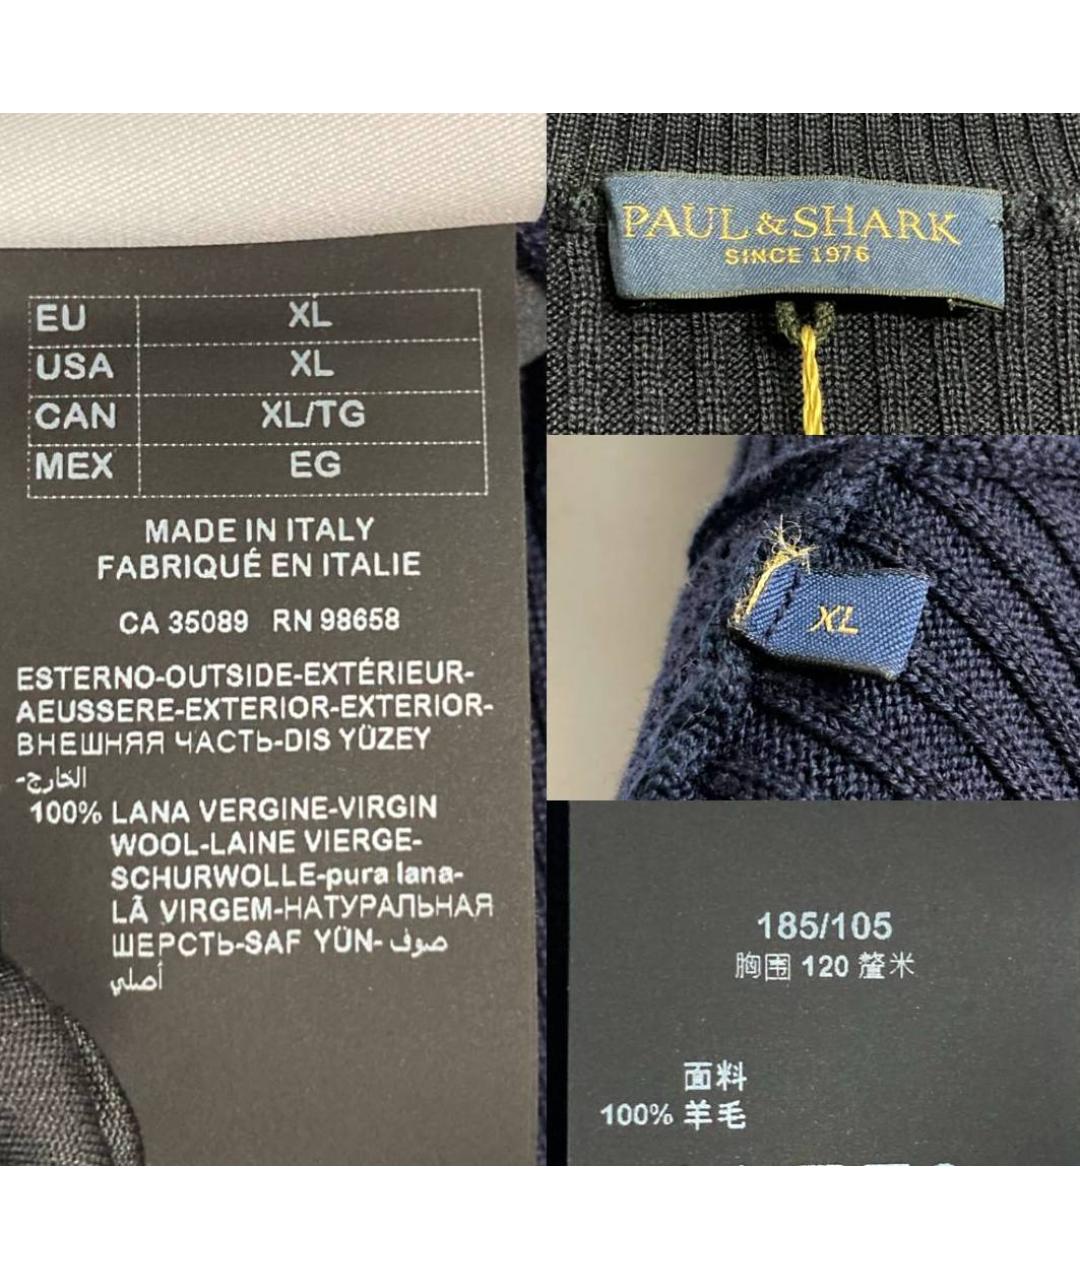 EU XL
USA XL
CAN XL/TG
MEX EG
MADE IN ITALY
FABRIQUÉ EN ITALIE
CA 35089 RN 98658
ESTERNO-OUTSIDE-EXTÉRIEUR-
AEUSSERE-EXTERIOR-EXTERIOR-
ВНЕШНЯЯ ЧАСТЬ-DIS YÜZEY
-الخارج
100% LANA VERGINE-VIRGIN
WOOL-LAINE VIERGE-
SCHURWOLLE-pura lana-
LÃ VIRGEM-НАТУРАЛЬНАЯ
ШЕРСТЬ-SAF YÜN- صوف
أصلي
PAUL & SHARK
SINCE 1976
XL
185/105
胸围 120 釐米
面料
100% 羊毛